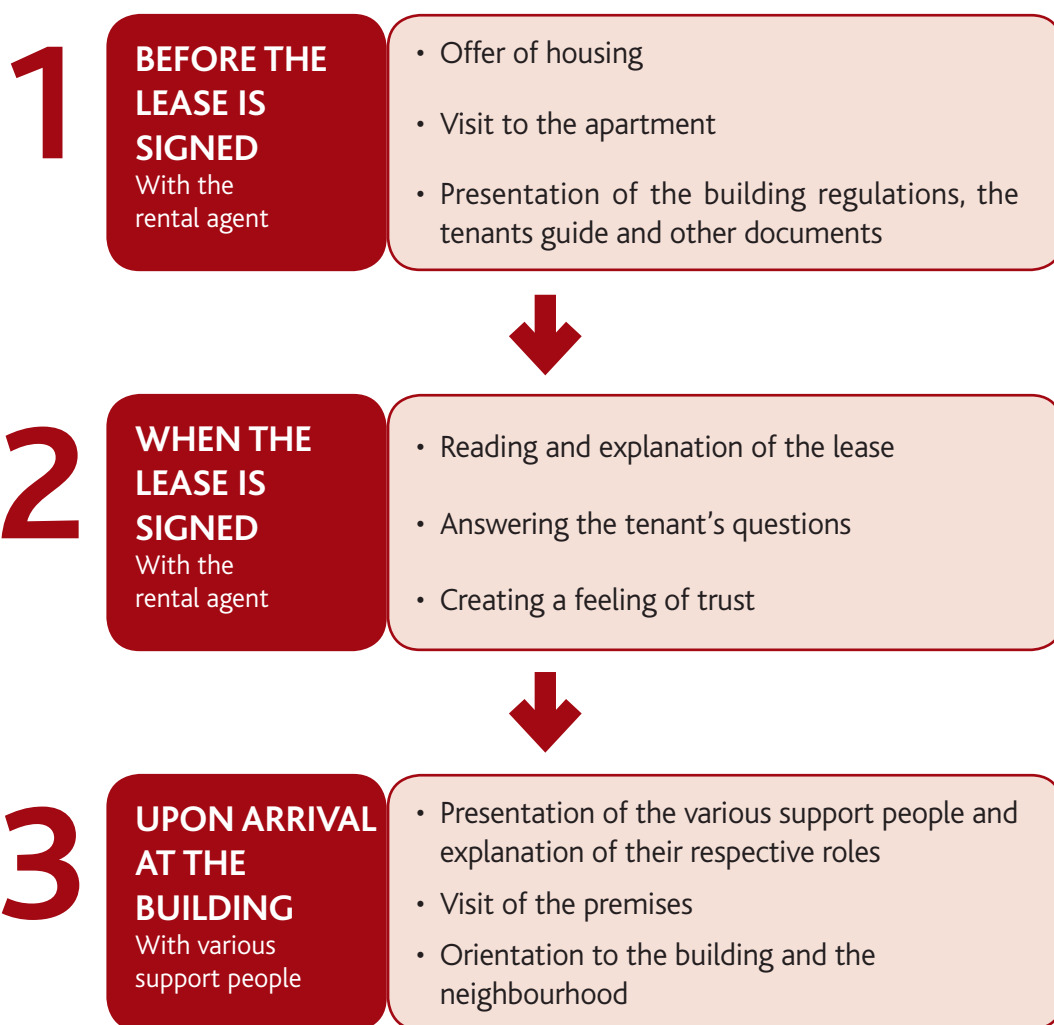 1
BEFORE THE
LEASE IS
SIGNED
With the
rental agent
• Offer of housing
• Visit to the apartment
• Presentation of the building regulations, the
tenants guide and other documents
2
WHEN THE
LEASE IS
SIGNED
With the
rental agent
• Reading and explanation of the lease
• Answering the tenant’s questions
• Creating a feeling of trust
3
UPON ARRIVAL
AT THE
BUILDING
With various
support people
• Presentation of the various support people and
explanation of their respective roles
• Visit of the premises
• Orientation to the building and the
neighbourhood